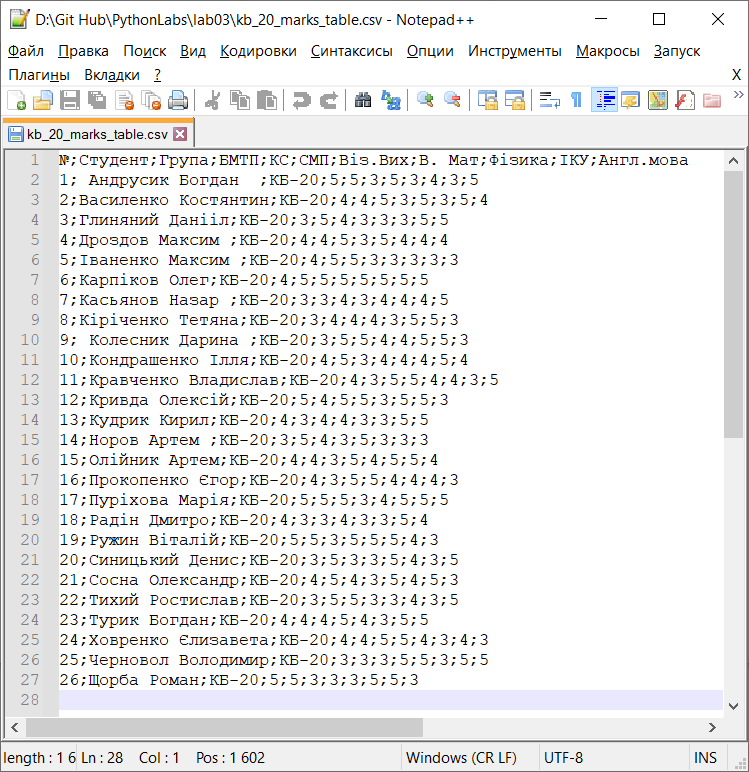 D:\Git Hub\PythonLabs\lab03\kb_20_marks_table.csv - Notepad++
Файл Правка Поиск Вид Кодировки Синтаксисы Опции Инструменты Макросы Запуск
Плагины Вкладки ? X
kb_20_marks_table.csv
1 №;Студент;Група;БМТП;КС;СМП;Віз.Вих;В. Мат;Фізика;ІКУ;Англ.мова
2 1; Андрусик Богдан  ;КБ-20;5;5;3;5;3;4;3;5
3 2;Василенко Костянтин;КБ-20;4;4;5;3;5;3;5;4
4 3;Глиняний Данііл;КБ-20;3;5;4;3;3;3;5;5
5 4;Дроздов Максим ;КБ-20;4;4;5;3;5;4;4;4
6 5;Іваненко Максим ;КБ-20;4;5;5;3;3;3;3;3
7 6;Карпіков Олег;КБ-20;4;5;5;5;5;5;5;5
8 7;Касьянов Назар ;КБ-20;3;3;4;3;4;4;4;5
9 8;Кіріченко Тетяна;КБ-20;3;4;4;4;3;5;5;3
10 9; Колесник Дарина ;КБ-20;3;5;5;4;4;5;5;3
11 10;Кондрашенко Ілля;КБ-20;4;5;3;4;4;4;5;4
12 11;Кравченко Владислав;КБ-20;4;3;5;5;4;4;3;5
13 12;Кривда Олексій;КБ-20;5;4;5;5;3;5;5;3
14 13;Кудрик Кирил;КБ-20;4;3;4;4;3;3;5;5
15 14;Норов Артем ;КБ-20;3;5;4;3;5;3;3;3
16 15;Олійник Артем;КБ-20;4;4;3;5;4;5;5;4
17 16;Прокопенко Єгор;КБ-20;4;3;5;5;4;4;4;3
18 17;Пуріхова Марія;КБ-20;5;5;5;3;4;5;5;5
19 18;Радін Дмитро;КБ-20;4;3;3;4;3;3;5;4
20 19;Ружин Віталій;КБ-20;5;5;3;5;5;5;4;3
21 20;Синицький Денис;КБ-20;3;5;3;3;5;4;3;5
22 21;Сосна Олександр;КБ-20;4;5;4;3;5;4;5;3
23 22;Тихий Ростислав;КБ-20;3;5;5;3;3;4;3;5
24 23;Турик Богдан;КБ-20;4;4;4;5;4;3;5;5
25 24;Ховренко Єлизавета;КБ-20;4;4;5;5;4;3;4;3
26 25;Черновол Володимир;КБ-20;3;3;3;5;5;3;5;5
27 26;Щорба Роман;КБ-20;5;5;3;3;3;5;5;3
28
length : 1 6 Ln : 28 Col : 1 Pos : 1 602 Windows (CR LF) UTF-8 INS